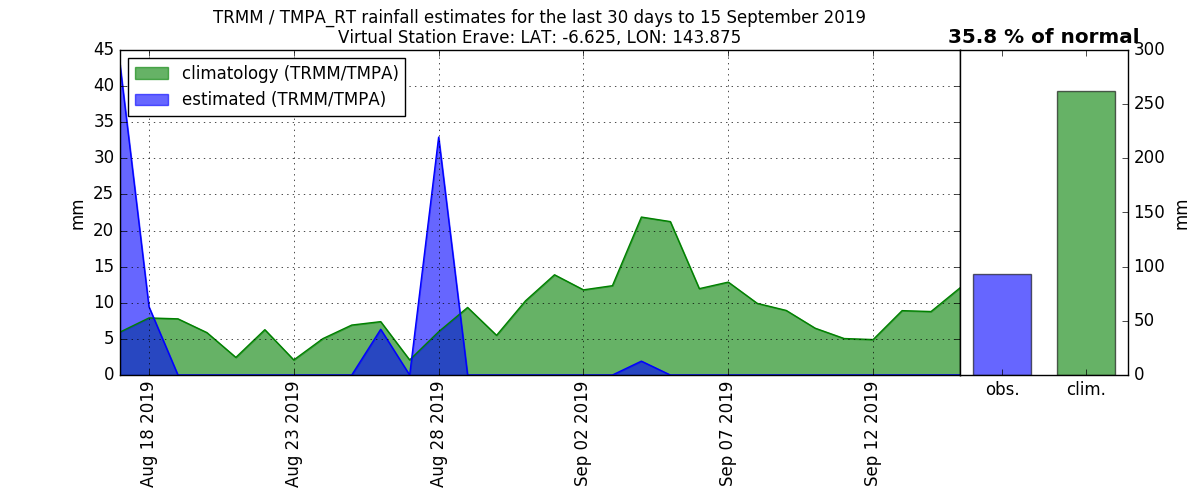 TRMM / TMPA_RT rainfall estimates for the last 30 days to 15 September 2019
Virtual Station Erave: LAT: -6.625, LON: 143.875
35.8 % of normal
climatology (TRMM/TMPA)
estimated (TRMM/TMPA)
45
40
35
30
25
20
15
10
5
0
mm
Aug 18 2019
Aug 23 2019
Aug 28 2019
Sep 02 2019
Sep 07 2019
Sep 12 2019
obs.
clim.
300
250
200
150
100
50
0
mm